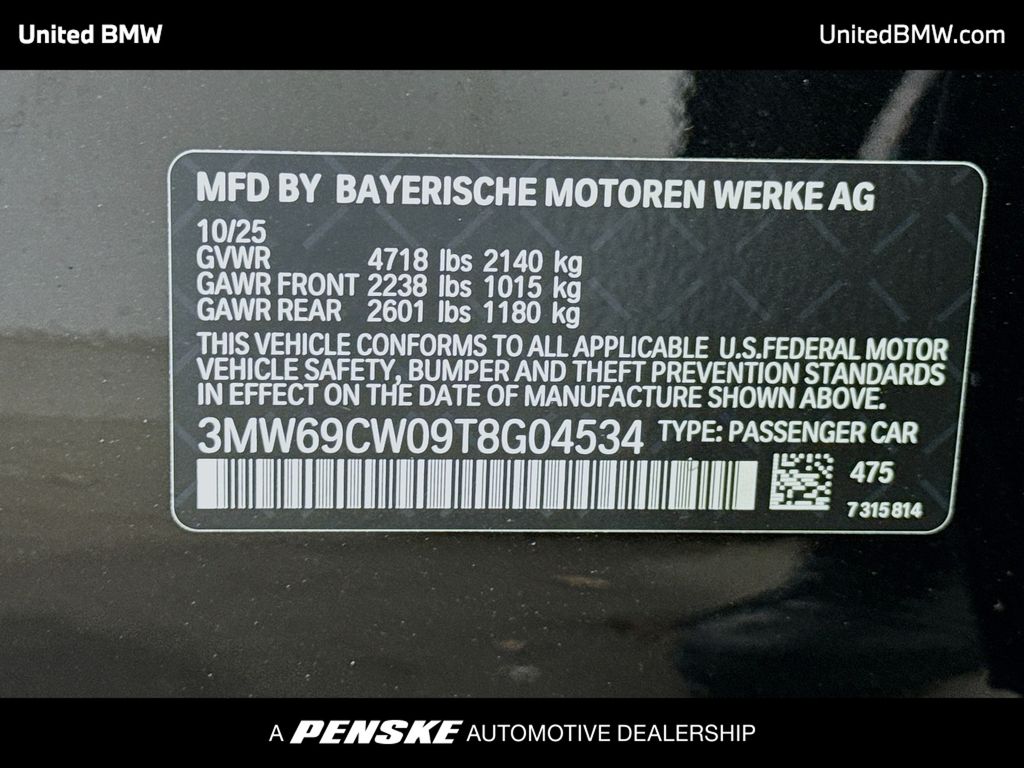 United BMW
UnitedBMW.com
MFD BY BAYERISCHE MOTOREN WERKE AG
10/25
GVWR 4718 lbs 2140 kg
GAWR FRONT 2238 lbs 1015 kg
GAWR REAR 2601 lbs 1180 kg
THIS VEHICLE CONFORMS TO ALL APPLICABLE U.S.FEDERAL MOTOR
VEHICLE SAFETY, BUMPER AND THEFT PREVENTION STANDARDS
IN EFFECT ON THE DATE OF MANUFACTURE SHOWN ABOVE.
3MW69CW09T8G04534 TYPE: PASSENGER CAR
475
7315814
A PENSKE AUTOMOTIVE DEALERSHIP